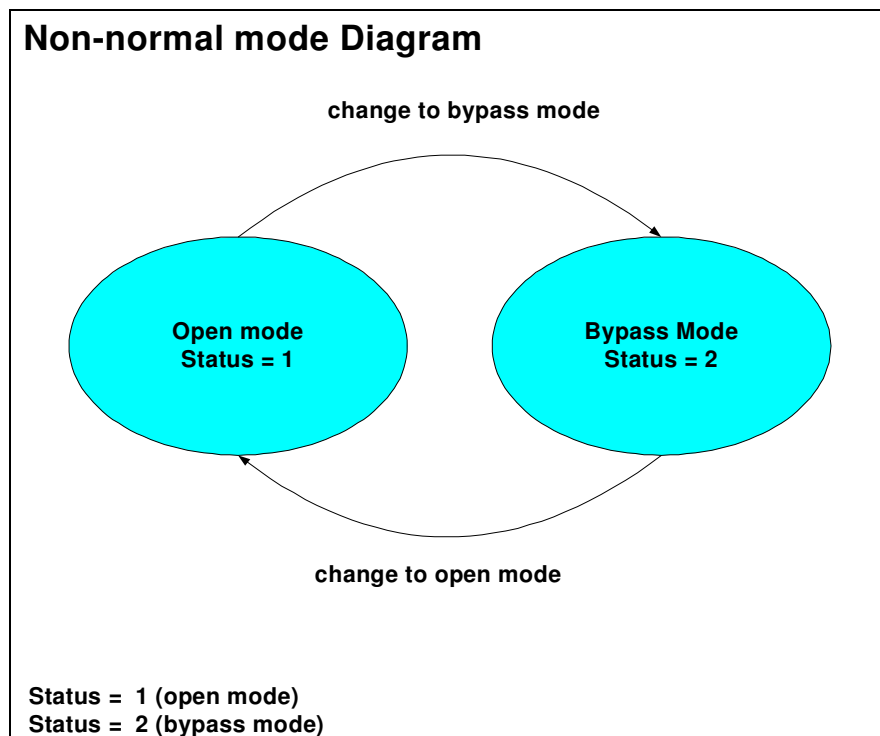 Non-normal mode Diagram
change to bypass mode
Open mode
Status = 1
Bypass Mode
Status = 2
change to open mode
Status =  1 (open mode)
Status = 2 (bypass mode)